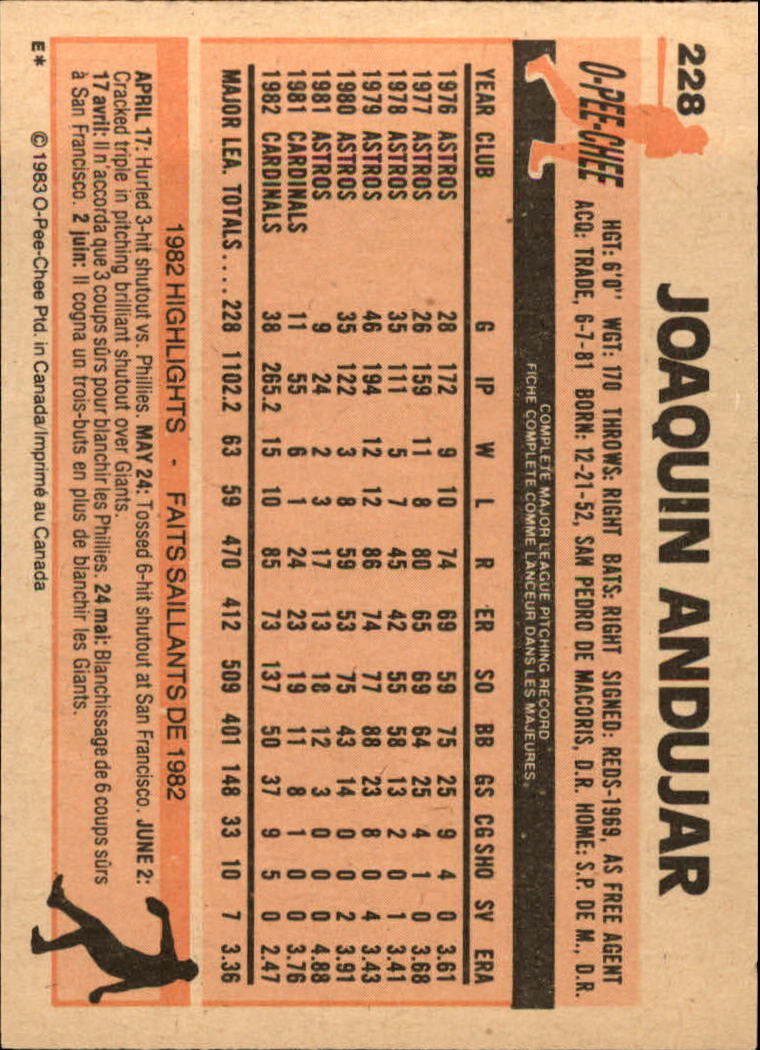 228
JOAQUIN ANDUJAR
O-PEE-CHEE
HGT: 6'0" WGT: 170 THROWS: RIGHT BATS: RIGHT SIGNED: REDS-1969, AS FREE AGENT
ACQ: TRADE, 6-7-81 BORN: 12-21-52, SAN PEDRO DE MACORIS, D.R. HOME: S.P. DE M., D.R.
COMPLETE MAJOR LEAGUE PITCHING RECORD
FICHE COMPLETE COMME LANCEUR DANS LES MAJEURES
YEAR CLUB G IP W L R ER SO BB GS CG SHO SV ERA
1976 ASTROS 28 172 9 10 74 69 59 75 25 9 4 0 3.61
1977 ASTROS 26 159 11 8 80 65 69 64 25 4 1 0 3.68
1978 ASTROS 35 111 5 7 45 42 55 58 13 2 0 1 3.41
1979 ASTROS 46 194 12 12 86 74 77 88 23 8 0 4 3.43
1980 ASTROS 35 122 3 8 59 53 75 43 14 0 0 2 3.91
1981 ASTROS 9 24 2 3 17 13 18 12 3 0 0 0 4.88
1981 CARDINALS 11 55 6 1 24 23 19 11 8 1 0 0 3.76
1982 CARDINALS 38 265.2 15 10 85 73 137 50 37 9 5 0 2.47
MAJOR LEA. TOTALS.... 228 1102.2 63 59 470 412 509 401 148 33 10 7 3.36
1982 HIGHLIGHTS - FAITS SAILLANTS DE 1982
APRIL 17: Hurled 3-hit shutout vs. Phillies. MAY 24: Tossed 6-hit shutout at San Francisco. JUNE 2:
Cracked triple in pitching brilliant shutout over Giants.
17 avril: Il n'accorda que 3 coups sûrs pour blanchir les Phillies. 24 mai: Blanchissage de 6 coups sûrs
à San Francisco. 2 juin: Il cogna un trois-buts en plus de blanchir les Giants.
E* © 1983 O-Pee-Chee Ptd. in Canada/Imprimé au Canada